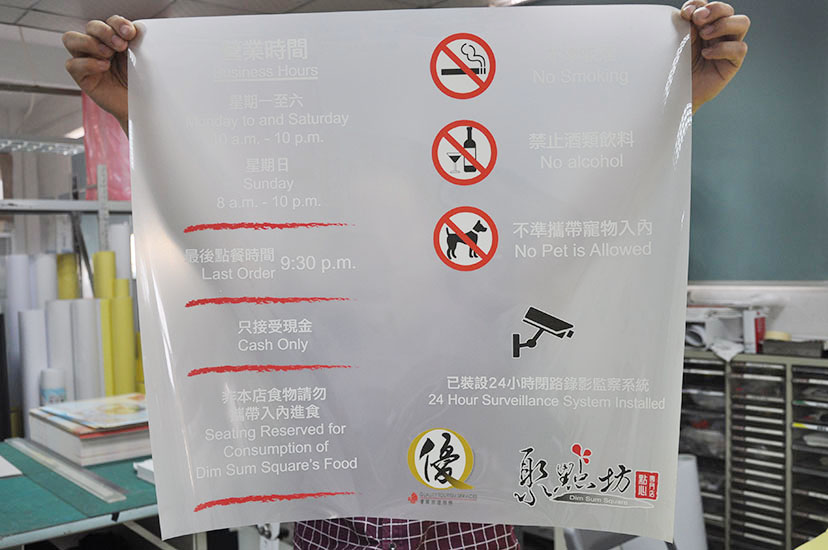 營業時間
Business Hours
星期一至六
Monday to and Saturday
10 a.m. - 10 p.m.
星期日
Sunday
8 a.m. - 10 p.m.
最後點餐時間
Last Order 9:30 p.m.
只接受現金
Cash Only
非本店食物請勿
攜帶入內進食
Seating Reserved for
Consumption of
Dim Sum Square's Food
No Smoking
禁止酒類飲料
No alcohol
不準攜帶寵物入內
No Pet is Allowed
已裝設24小時閉路錄影監察系統
24 Hour Surveillance System Installed
優
聚點坊
點心
專門店
Dim Sum Square